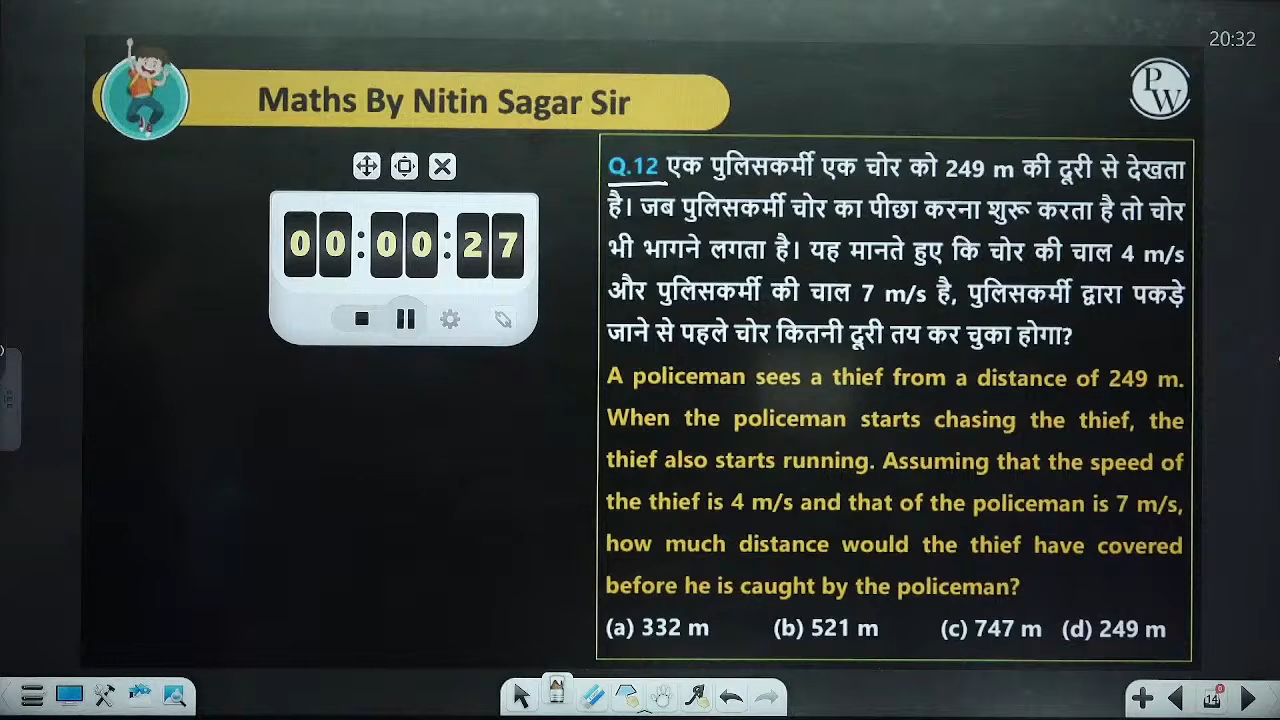 20:32
Maths By Nitin Sagar Sir
PW
00:00:27
Q.12 एक पुलिसकर्मी एक चोर को 249 m की दूरी से देखता
है। जब पुलिसकर्मी चोर का पीछा करना शुरू करता है तो चोर
भी भागने लगता है। यह मानते हुए कि चोर की चाल 4 m/s
और पुलिसकर्मी की चाल 7 m/s है, पुलिसकर्मी द्वारा पकड़े
जाने से पहले चोर कितनी दूरी तय कर चुका होगा?
A policeman sees a thief from a distance of 249 m.
When the policeman starts chasing the thief, the
thief also starts running. Assuming that the speed of
the thief is 4 m/s and that of the policeman is 7 m/s,
how much distance would the thief have covered
before he is caught by the policeman?
(a) 332 m (b) 521 m (c) 747 m (d) 249 m
14